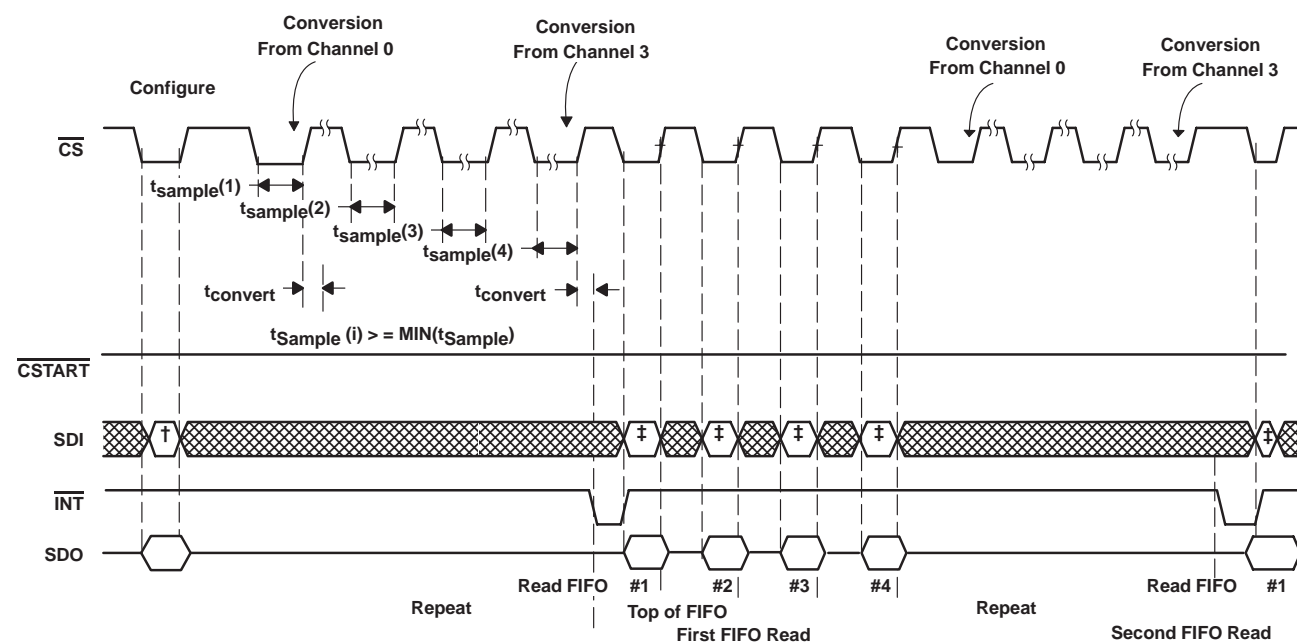 Conversion
From Channel 0
Conversion
From Channel 3
Conversion
From Channel 0
Conversion
From Channel 3
Configure
CS
tsample(1)
tsample(2)
tsample(3)
tsample(4)
tconvert
tconvert
tSample (i) > = MIN(tSample)
CSTART
SDI
†
‡
‡
‡
‡
‡
INT
SDO
Read FIFO
#1
#2
#3
#4
Read FIFO
#1
Repeat
Top of FIFO
Repeat
First FIFO Read
Second FIFO Read